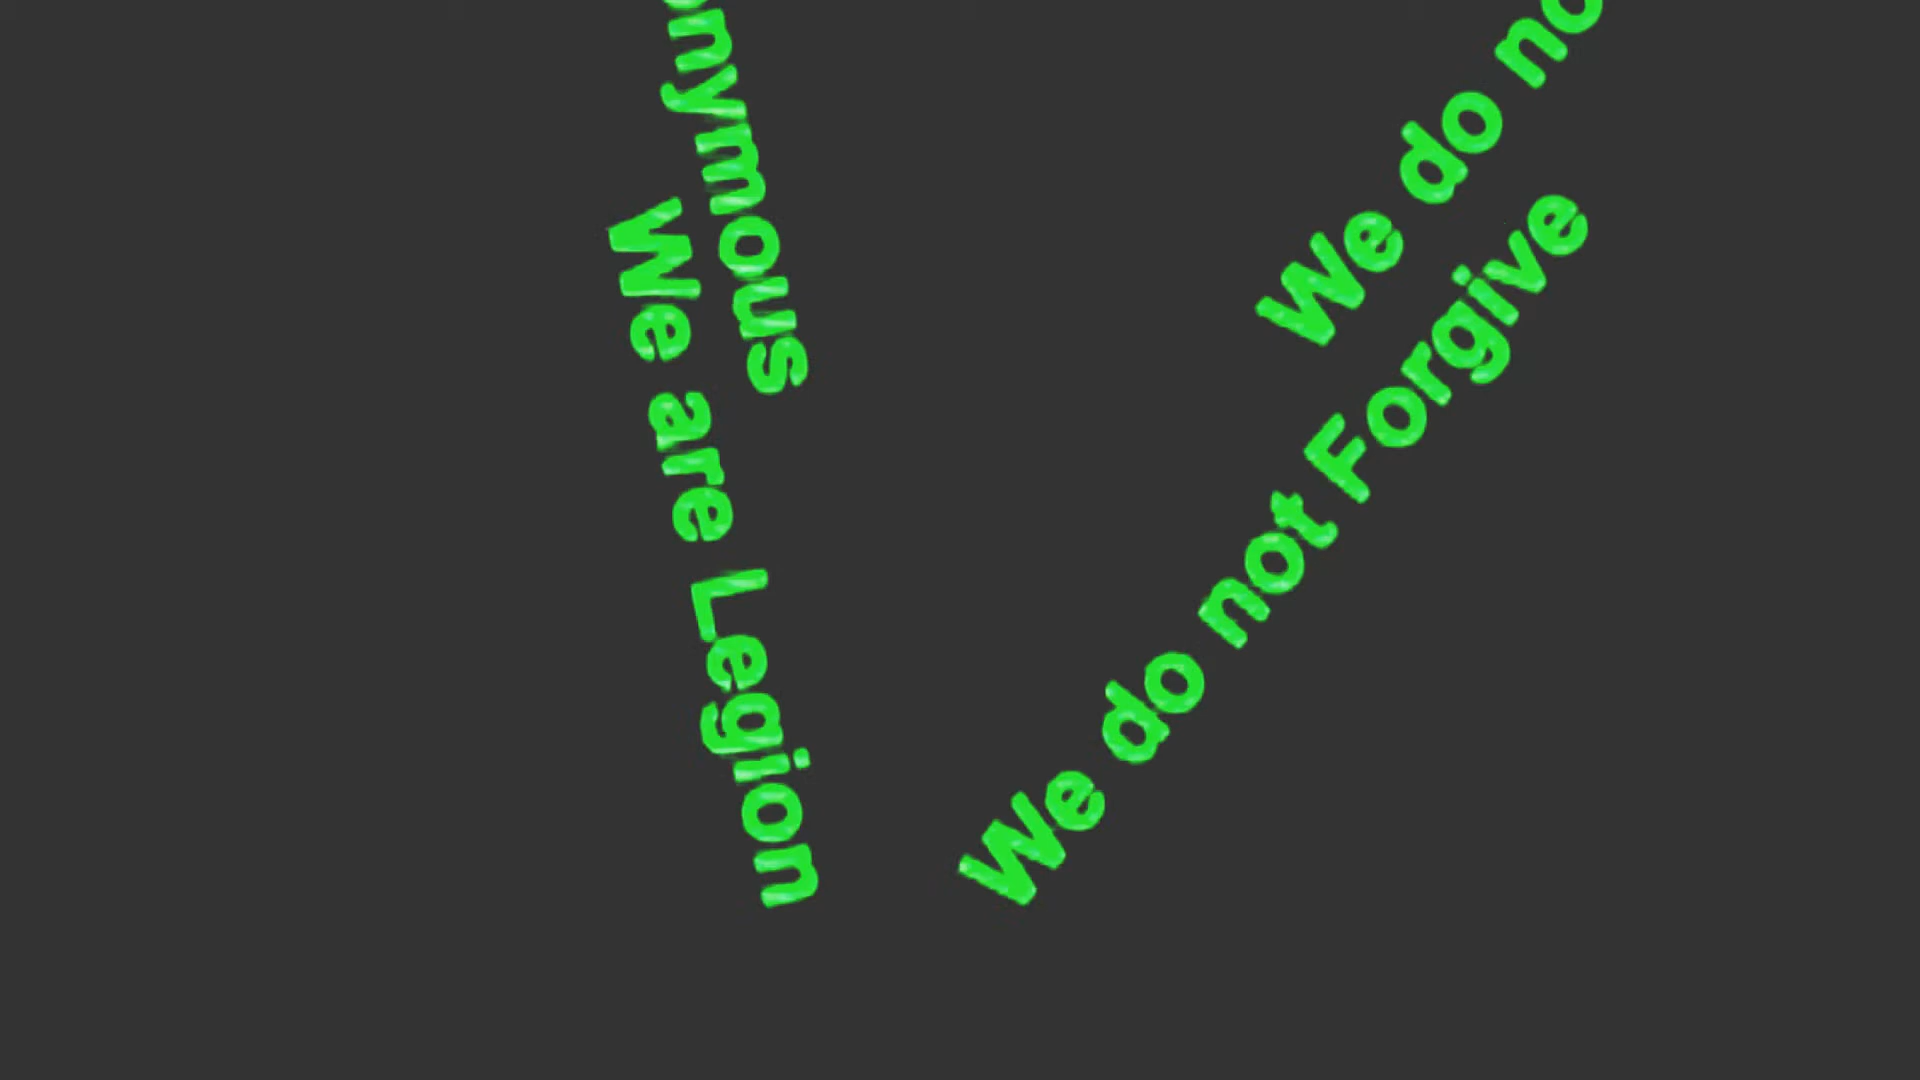 onymous
We are Legion
We do not Forgive
We do no